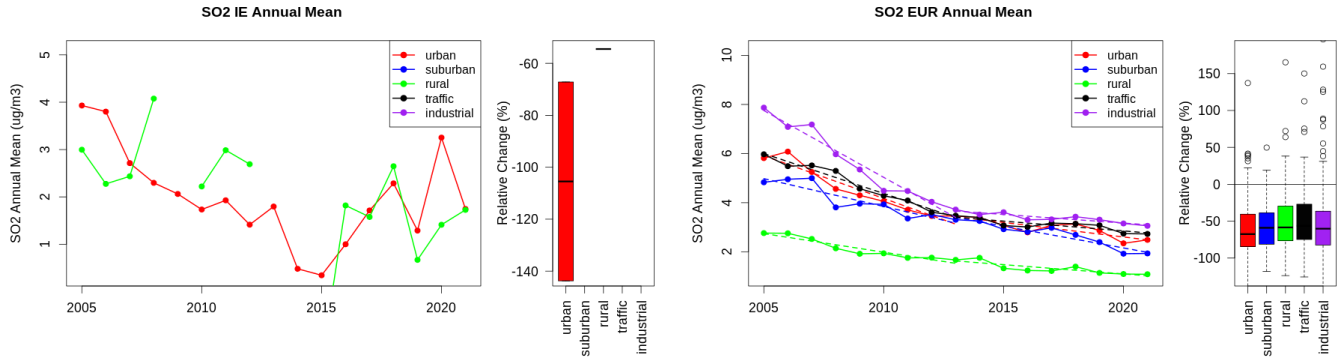 SO2 IE Annual Mean
SO2 Annual Mean (ug/m3)
5
4
3
2
1
2005
2010
2015
2020
urban
suburban
rural
traffic
industrial
Relative Change (%)
-60
-80
-100
-120
-140
urban
suburban
rural
traffic
industrial
SO2 EUR Annual Mean
SO2 Annual Mean (ug/m3)
10
8
6
4
2
2005
2010
2015
2020
urban
suburban
rural
traffic
industrial
Relative Change (%)
150
100
50
0
-50
-100
urban
suburban
rural
traffic
industrial